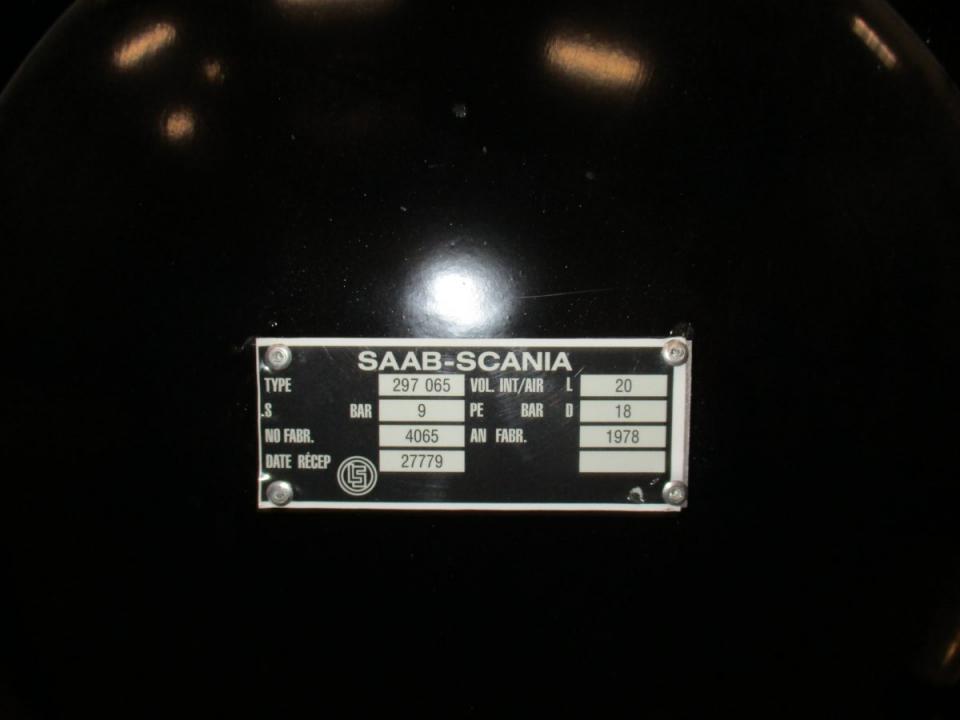 SAAB-SCANIA
TYPE 297 065 VOL. INT/AIR L 20
.S BAR 9 PE BAR D 18
NO FABR. 4065 AN FABR. 1978
DATE RÉCEP 27779